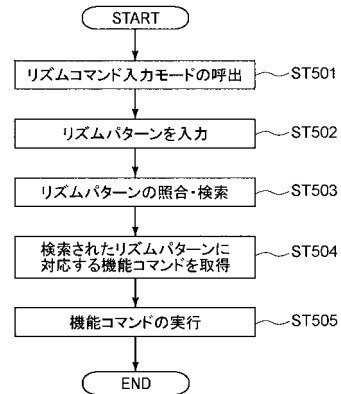 START
リズムコマンド入力モードの呼出 ST501
リズムパターンを入力 ST502
リズムパターンの照合・検索 ST503
検索されたリズムパターンに
対応する機能コマンドを取得 ST504
機能コマンドの実行 ST505
END